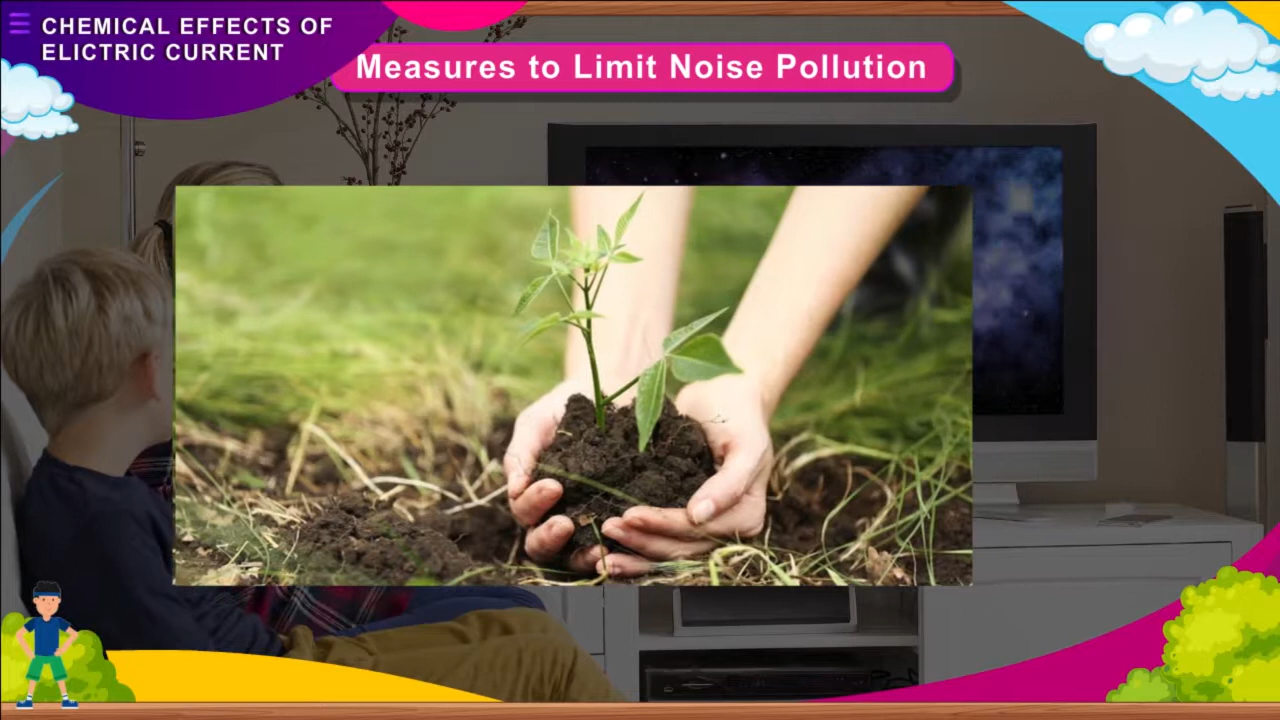 CHEMICAL EFFECTS OF
ELICTRIC CURRENT
Measures to Limit Noise Pollution